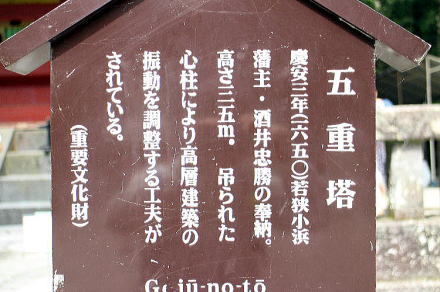 五重塔
慶安三年(一六五〇)若狭小浜
藩主・酒井忠勝の奉納。
高さ三五m。 吊られた
心柱により高層建築の
振動を調整する工夫が
されている。
(重要文化財)
Gojū-no-tō